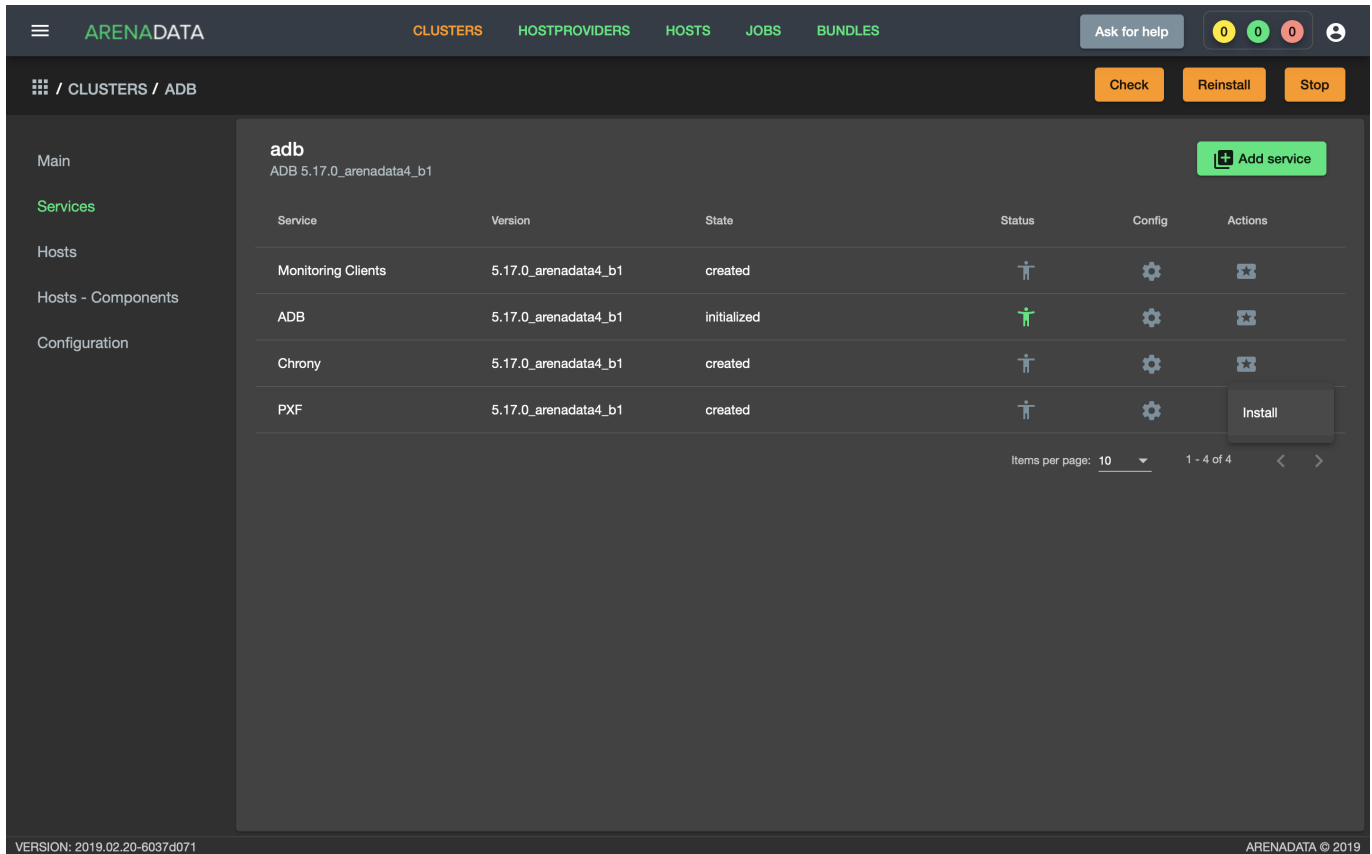 ARENADATA CLUSTERS HOSTPROVIDERS HOSTS JOBS BUNDLES Ask for help 0 0 0
/ CLUSTERS / ADB Check Reinstall Stop
Main
Services
Hosts
Hosts - Components
Configuration
adb
ADB 5.17.0_arenadata4_b1
Add service
Service Version State Status Config Actions
Monitoring Clients 5.17.0_arenadata4_b1 created
ADB 5.17.0_arenadata4_b1 initialized
Chrony 5.17.0_arenadata4_b1 created
PXF 5.17.0_arenadata4_b1 created
Install
Items per page: 10 1 - 4 of 4
VERSION: 2019.02.20-6037d071 ARENADATA © 2019